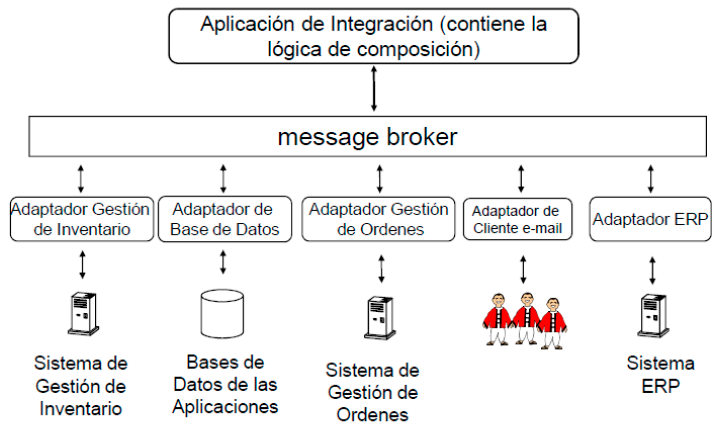 Aplicación de Integración (contiene la
lógica de composición)
message broker
Adaptador Gestión
de Inventario
Adaptador de
Base de Datos
Adaptador Gestión
de Ordenes
Adaptador de
Cliente e-mail
Adaptador ERP
Sistema de
Gestión de
Inventario
Bases de
Datos de las
Aplicaciones
Sistema de
Gestión de
Ordenes
Sistema
ERP